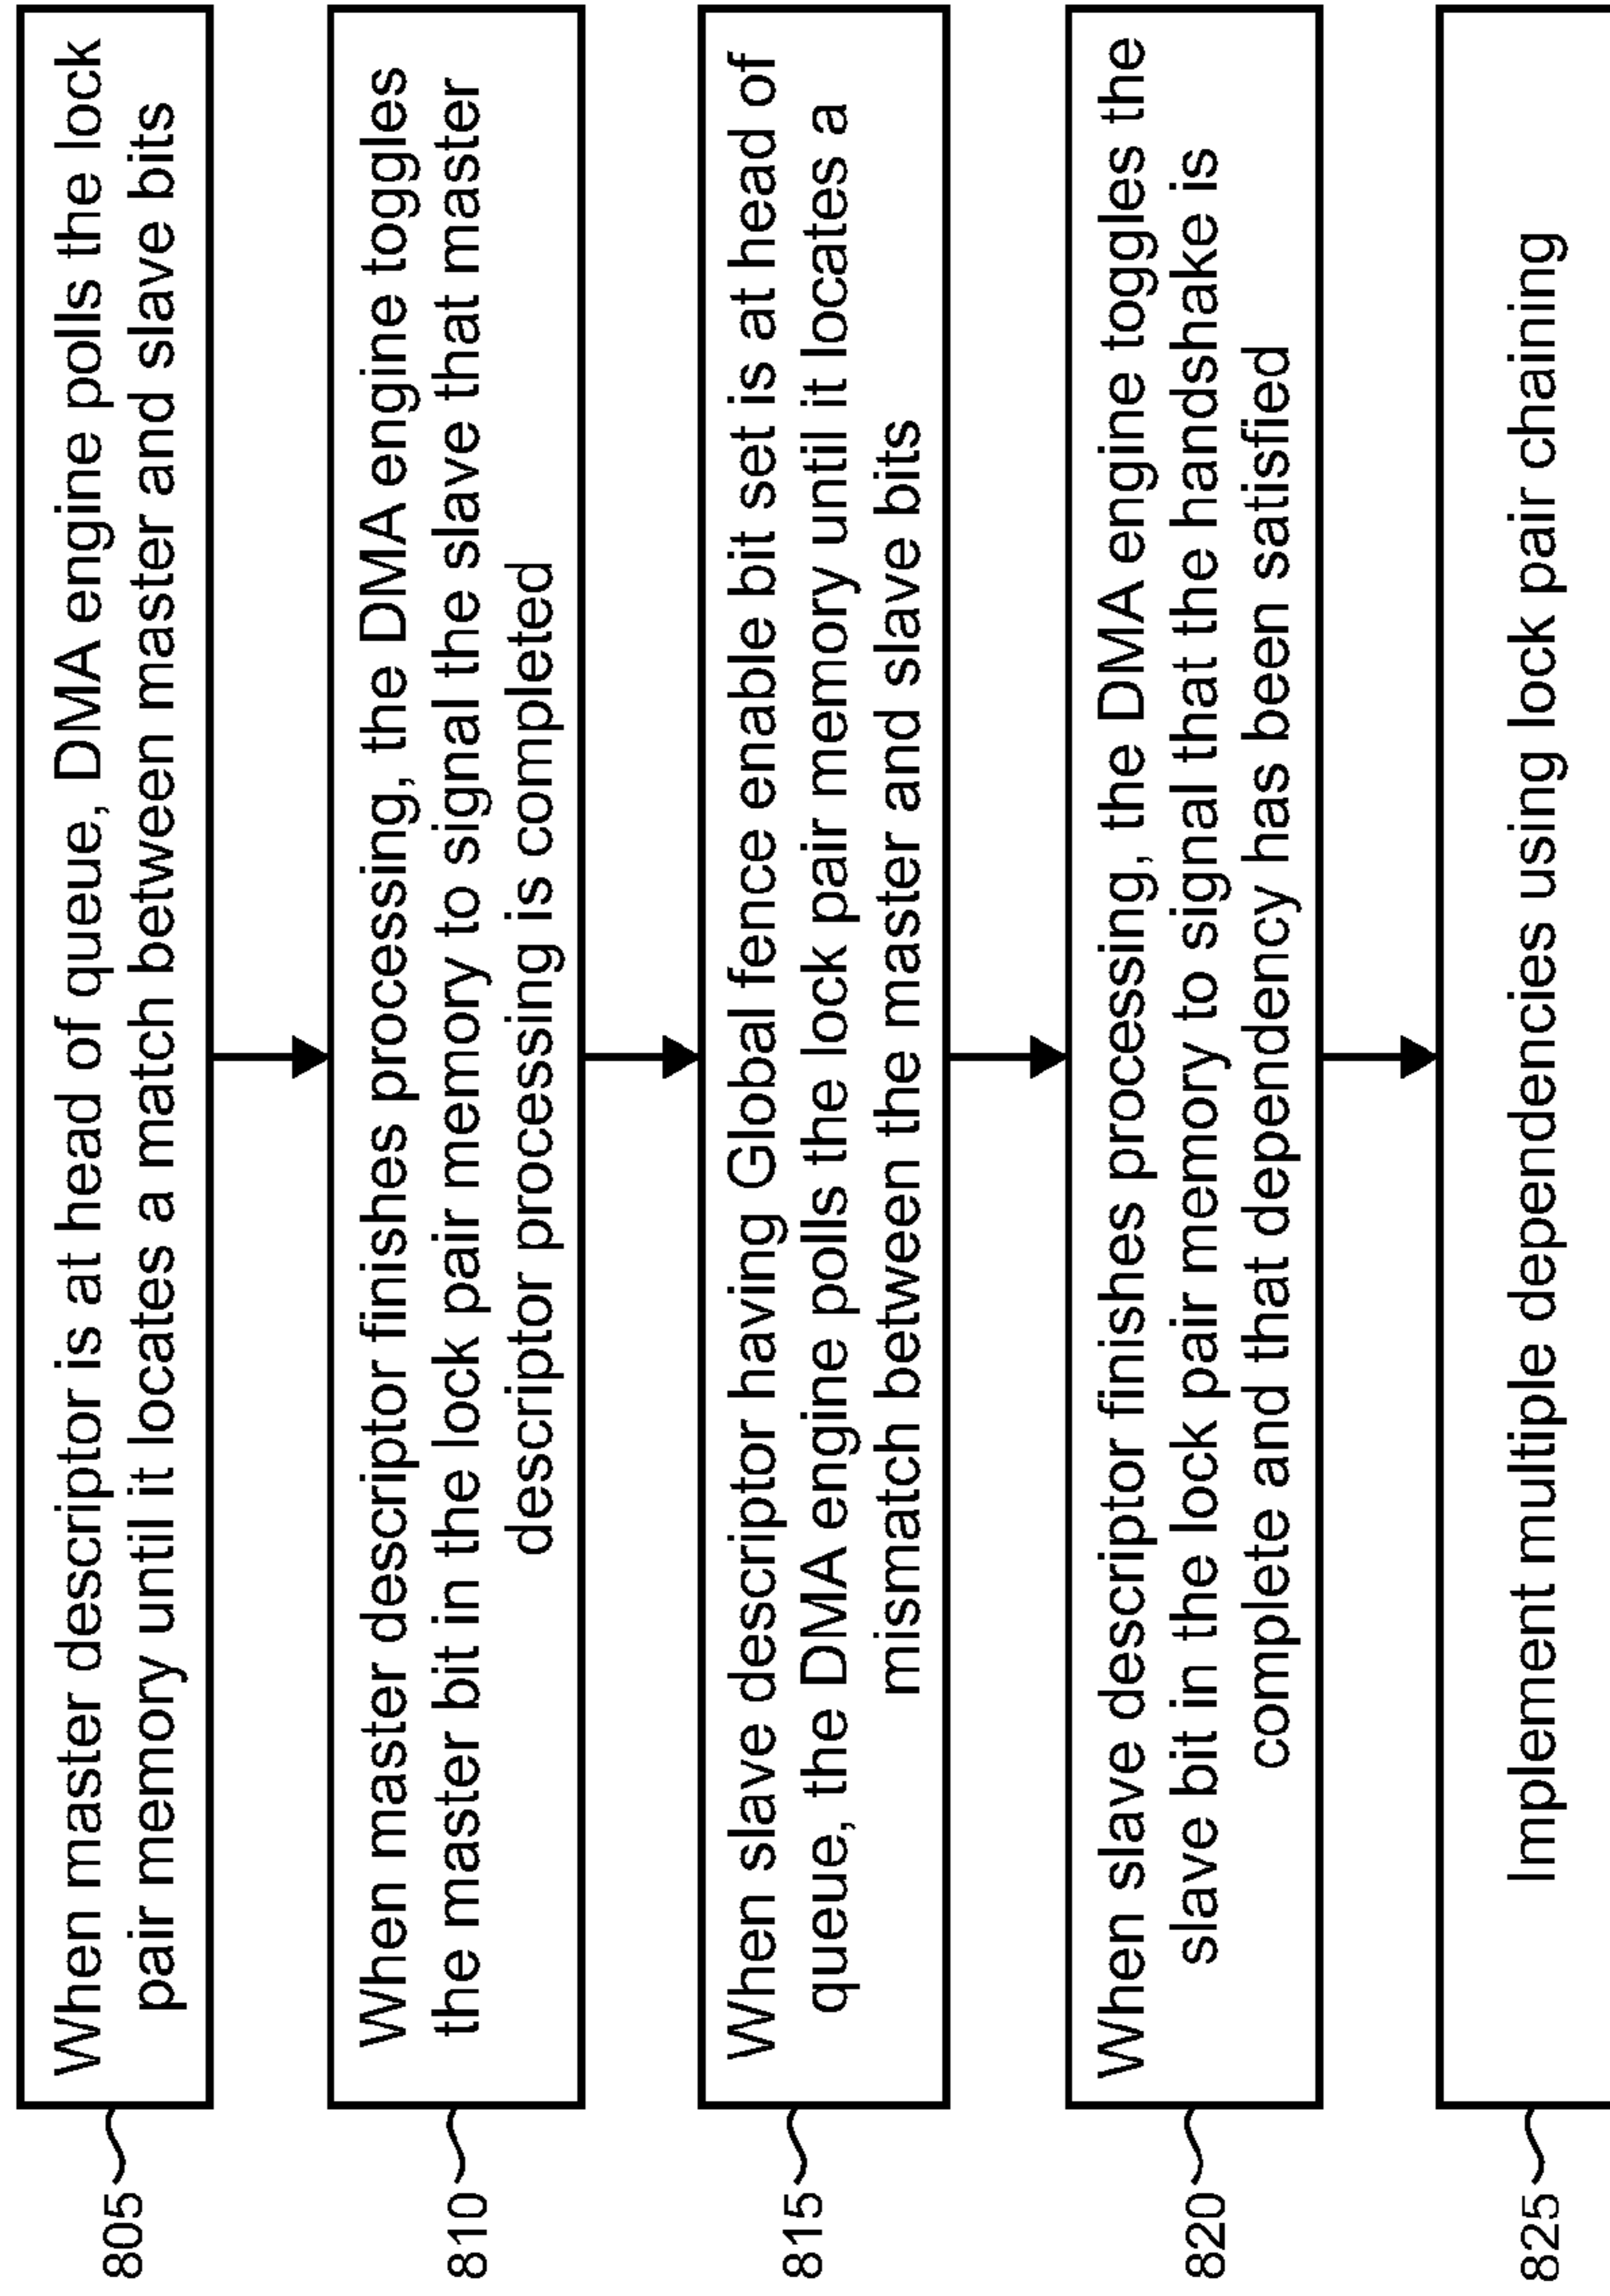 805
When master descriptor is at head of queue, DMA engine polls the lock
pair memory until it locates a match between master and slave bits
810
When master descriptor finishes processing, the DMA engine toggles
the master bit in the lock pair memory to signal the slave that master
descriptor processing is completed
815
When slave descriptor having Global fence enable bit set is at head of
queue, the DMA engine polls the lock pair memory until it locates a
mismatch between the master and slave bits
820
When slave descriptor finishes processing, the DMA engine toggles the
slave bit in the lock pair memory to signal that the handshake is
complete and that dependency has been satisfied
825
Implement multiple dependencies using lock pair chaining